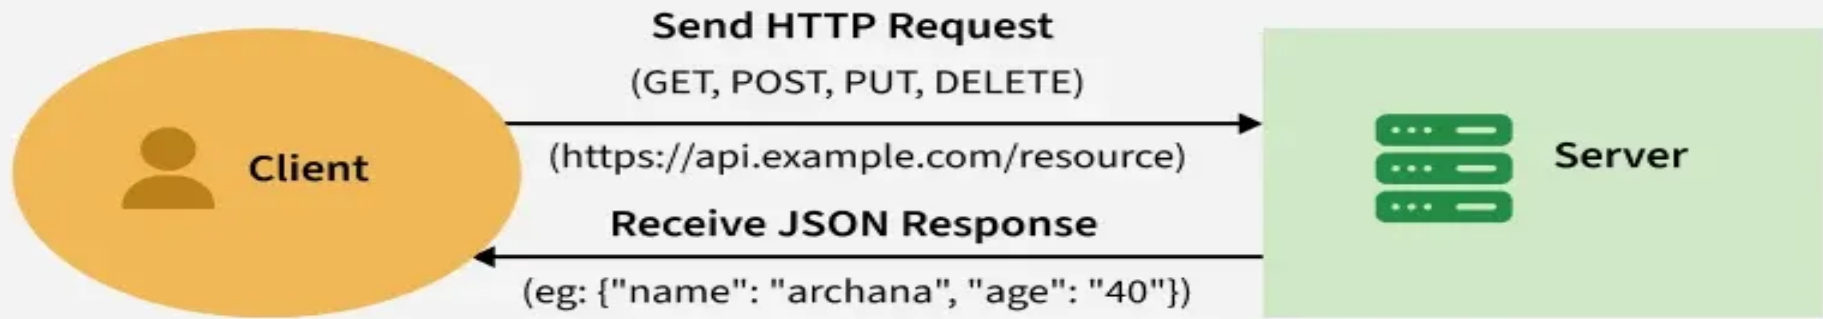 Send HTTP Request
(GET, POST, PUT, DELETE)
Client
(https://api.example.com/resource)
Server
Receive JSON Response
(eg: {"name": "archana", "age": "40"})